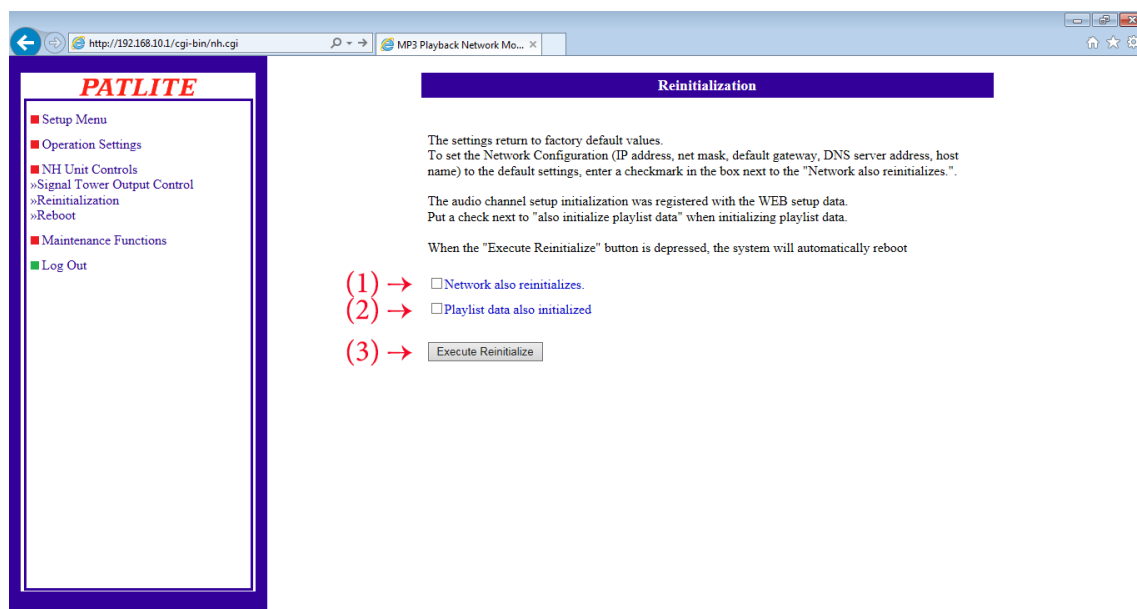 http://192.168.10.1/cgi-bin/nh.cgi
MP3 Playback Network Mo...
PATLITE
Setup Menu
Operation Settings
NH Unit Controls
»Signal Tower Output Control
»Reinitialization
»Reboot
Maintenance Functions
Log Out
Reinitialization
The settings return to factory default values.
To set the Network Configuration (IP address, net mask, default gateway, DNS server address, host
name) to the default settings, enter a checkmark in the box next to the "Network also reinitializes.".
The audio channel setup initialization was registered with the WEB setup data.
Put a check next to "also initialize playlist data" when initializing playlist data.
When the "Execute Reinitialize" button is depressed, the system will automatically reboot
(1) → Network also reinitializes.
(2) → Playlist data also initialized
(3) → Execute Reinitialize